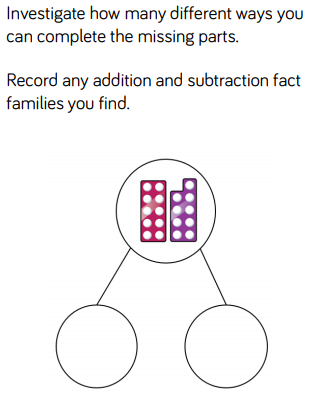 Investigate how many different ways you
can complete the missing parts.
Record any addition and subtraction fact
families you find.